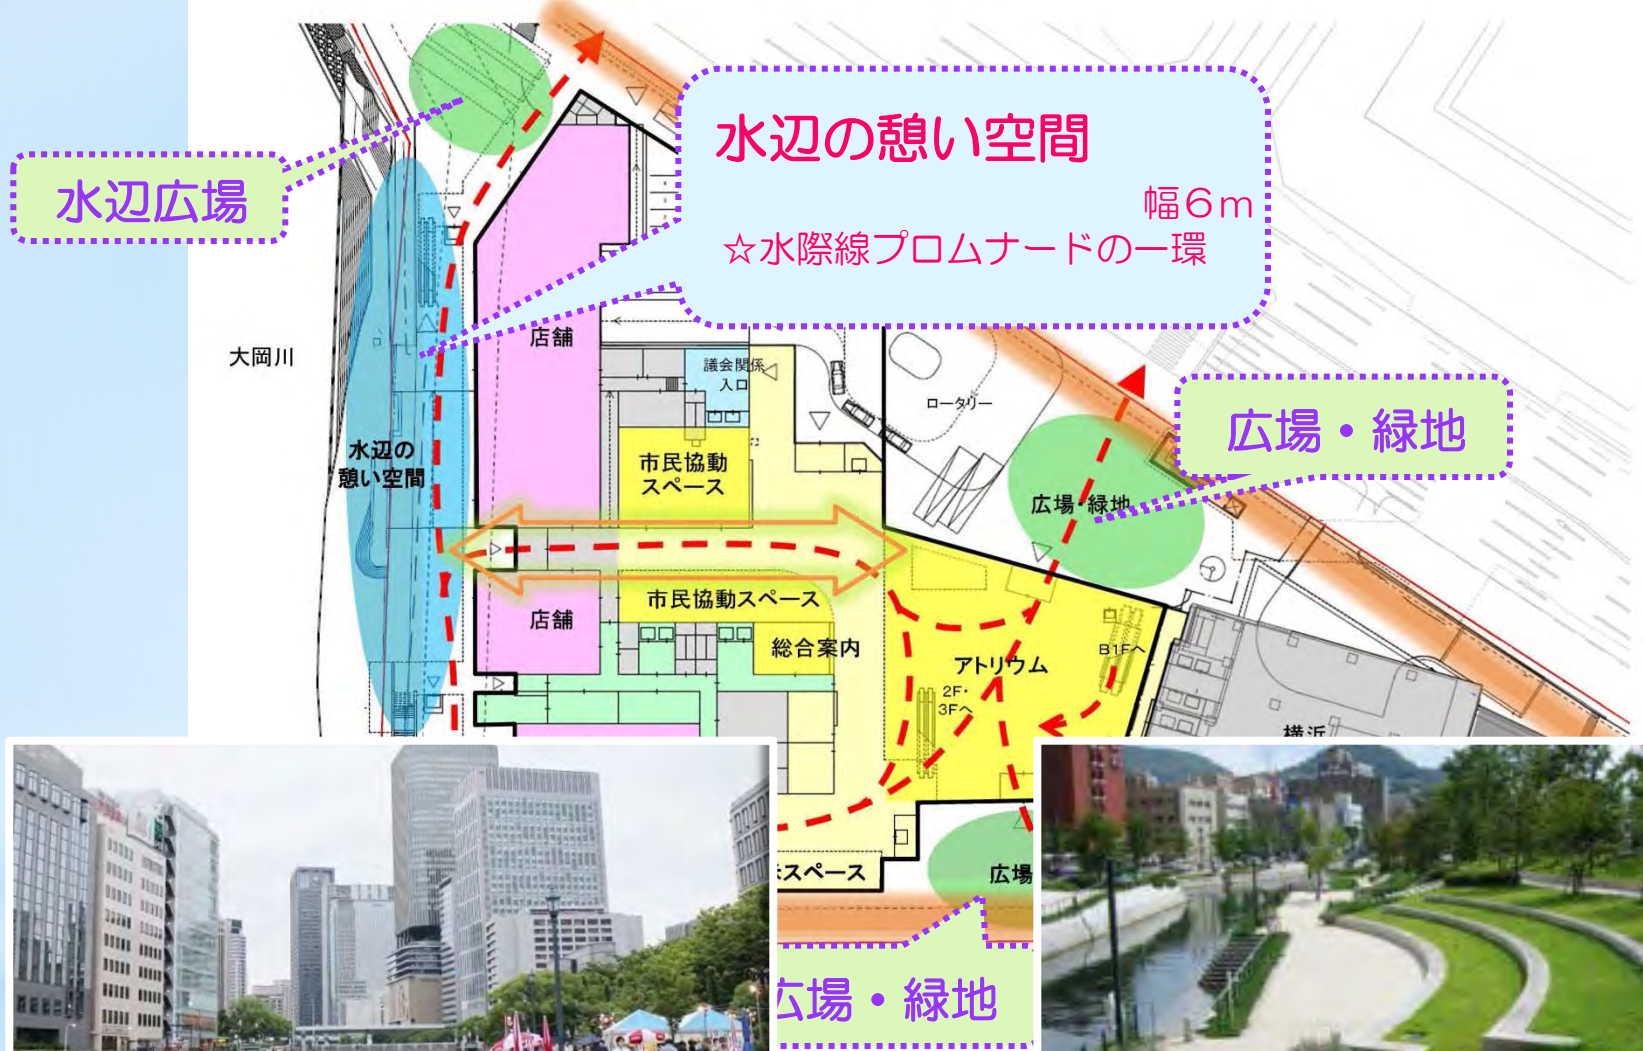 水辺の憩い空間
幅6m
☆水際線プロムナードの一環
水辺広場
大岡川
店舗
議会関係
入口
ロータリー
広場・緑地
水辺の
憩い空間
市民協動
スペース
広場・緑地
市民協動スペース
店舗
総合案内
アトリウム
B1Fへ
2F・
3Fへ
横浜
スペース
広場
広場・緑地